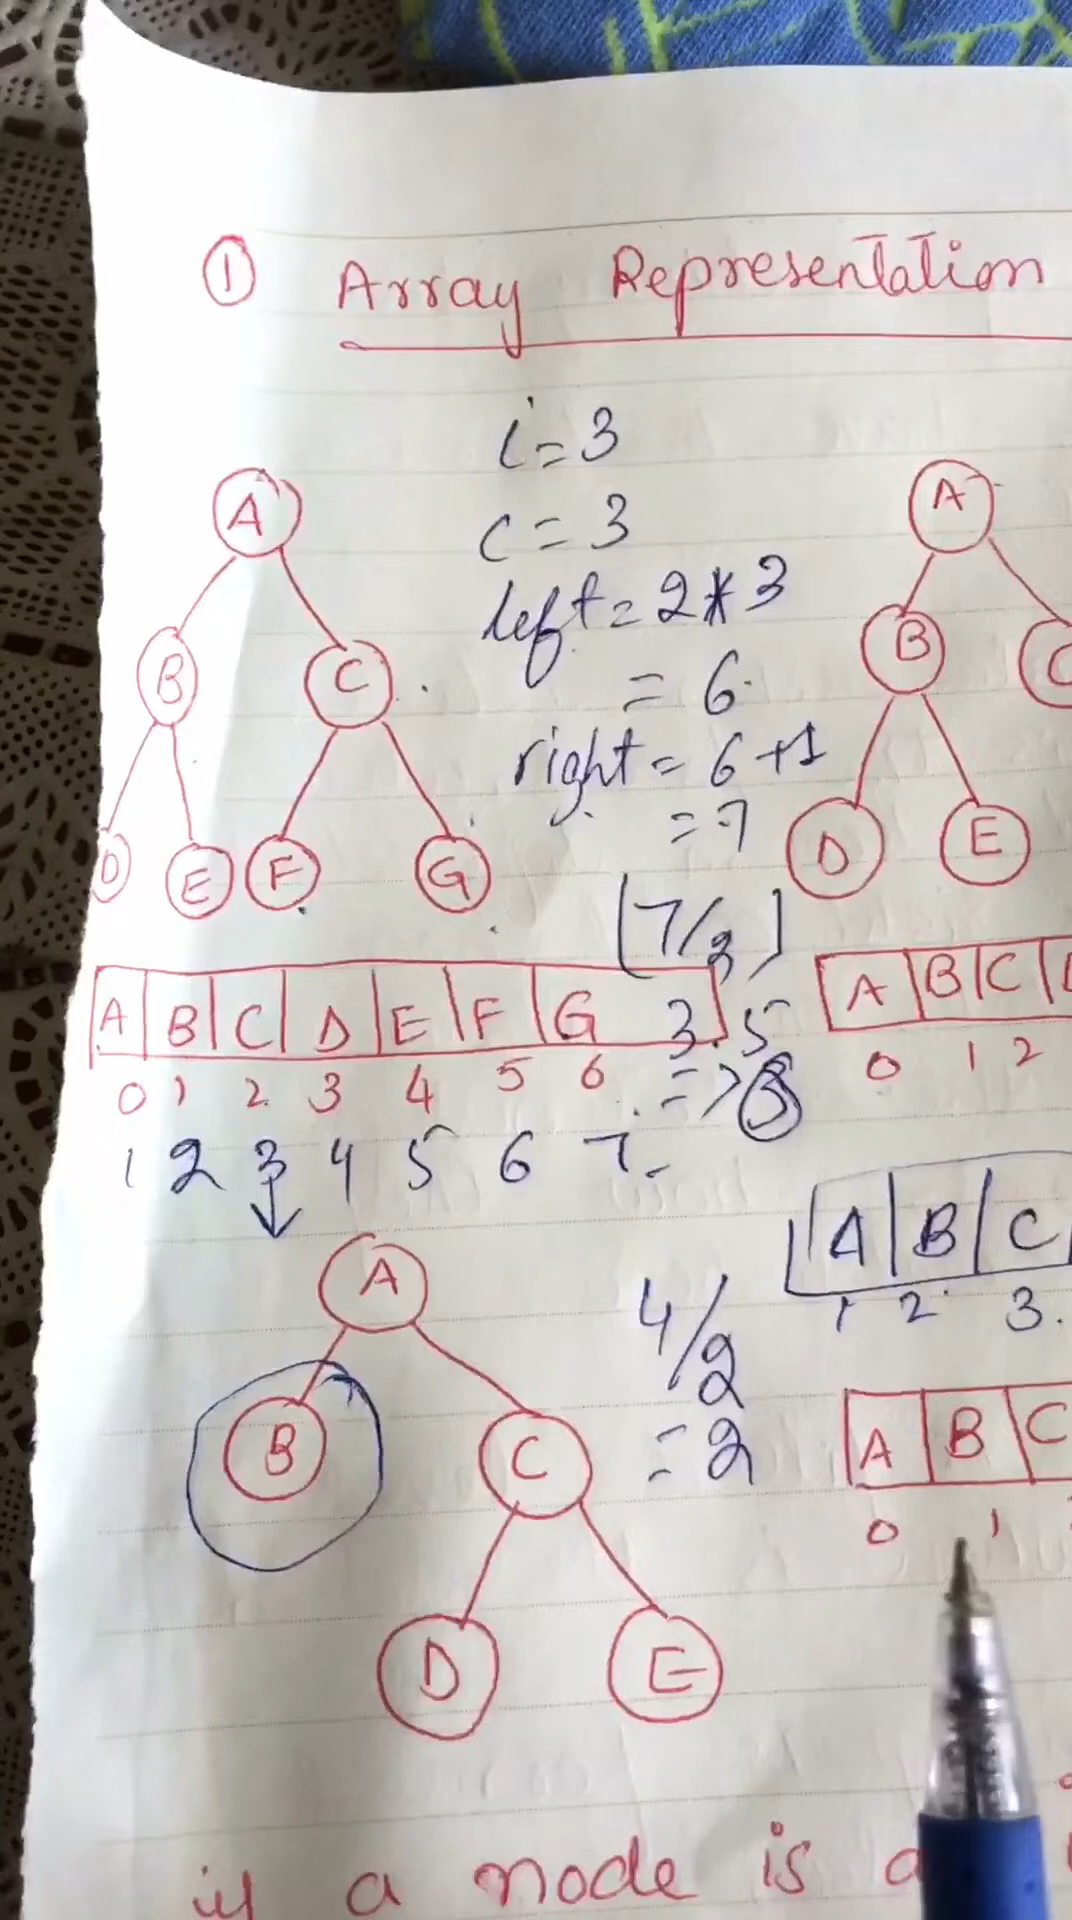 ① Array Representation
i = 3
c = 3
left = 2 * 3
= 6
right = 6 + 1
= 7
A
B C
D E F G
A
B C
D E
[7/2]
A B C D E F G
0 1 2 3 4 5 6
1 2 3 4 5 6 7
3.5
=> 3
A B C
0 1 2
A B C
1 2 3
A
B C
D E
4/2
= 2
A B C
0 1
if a node is a